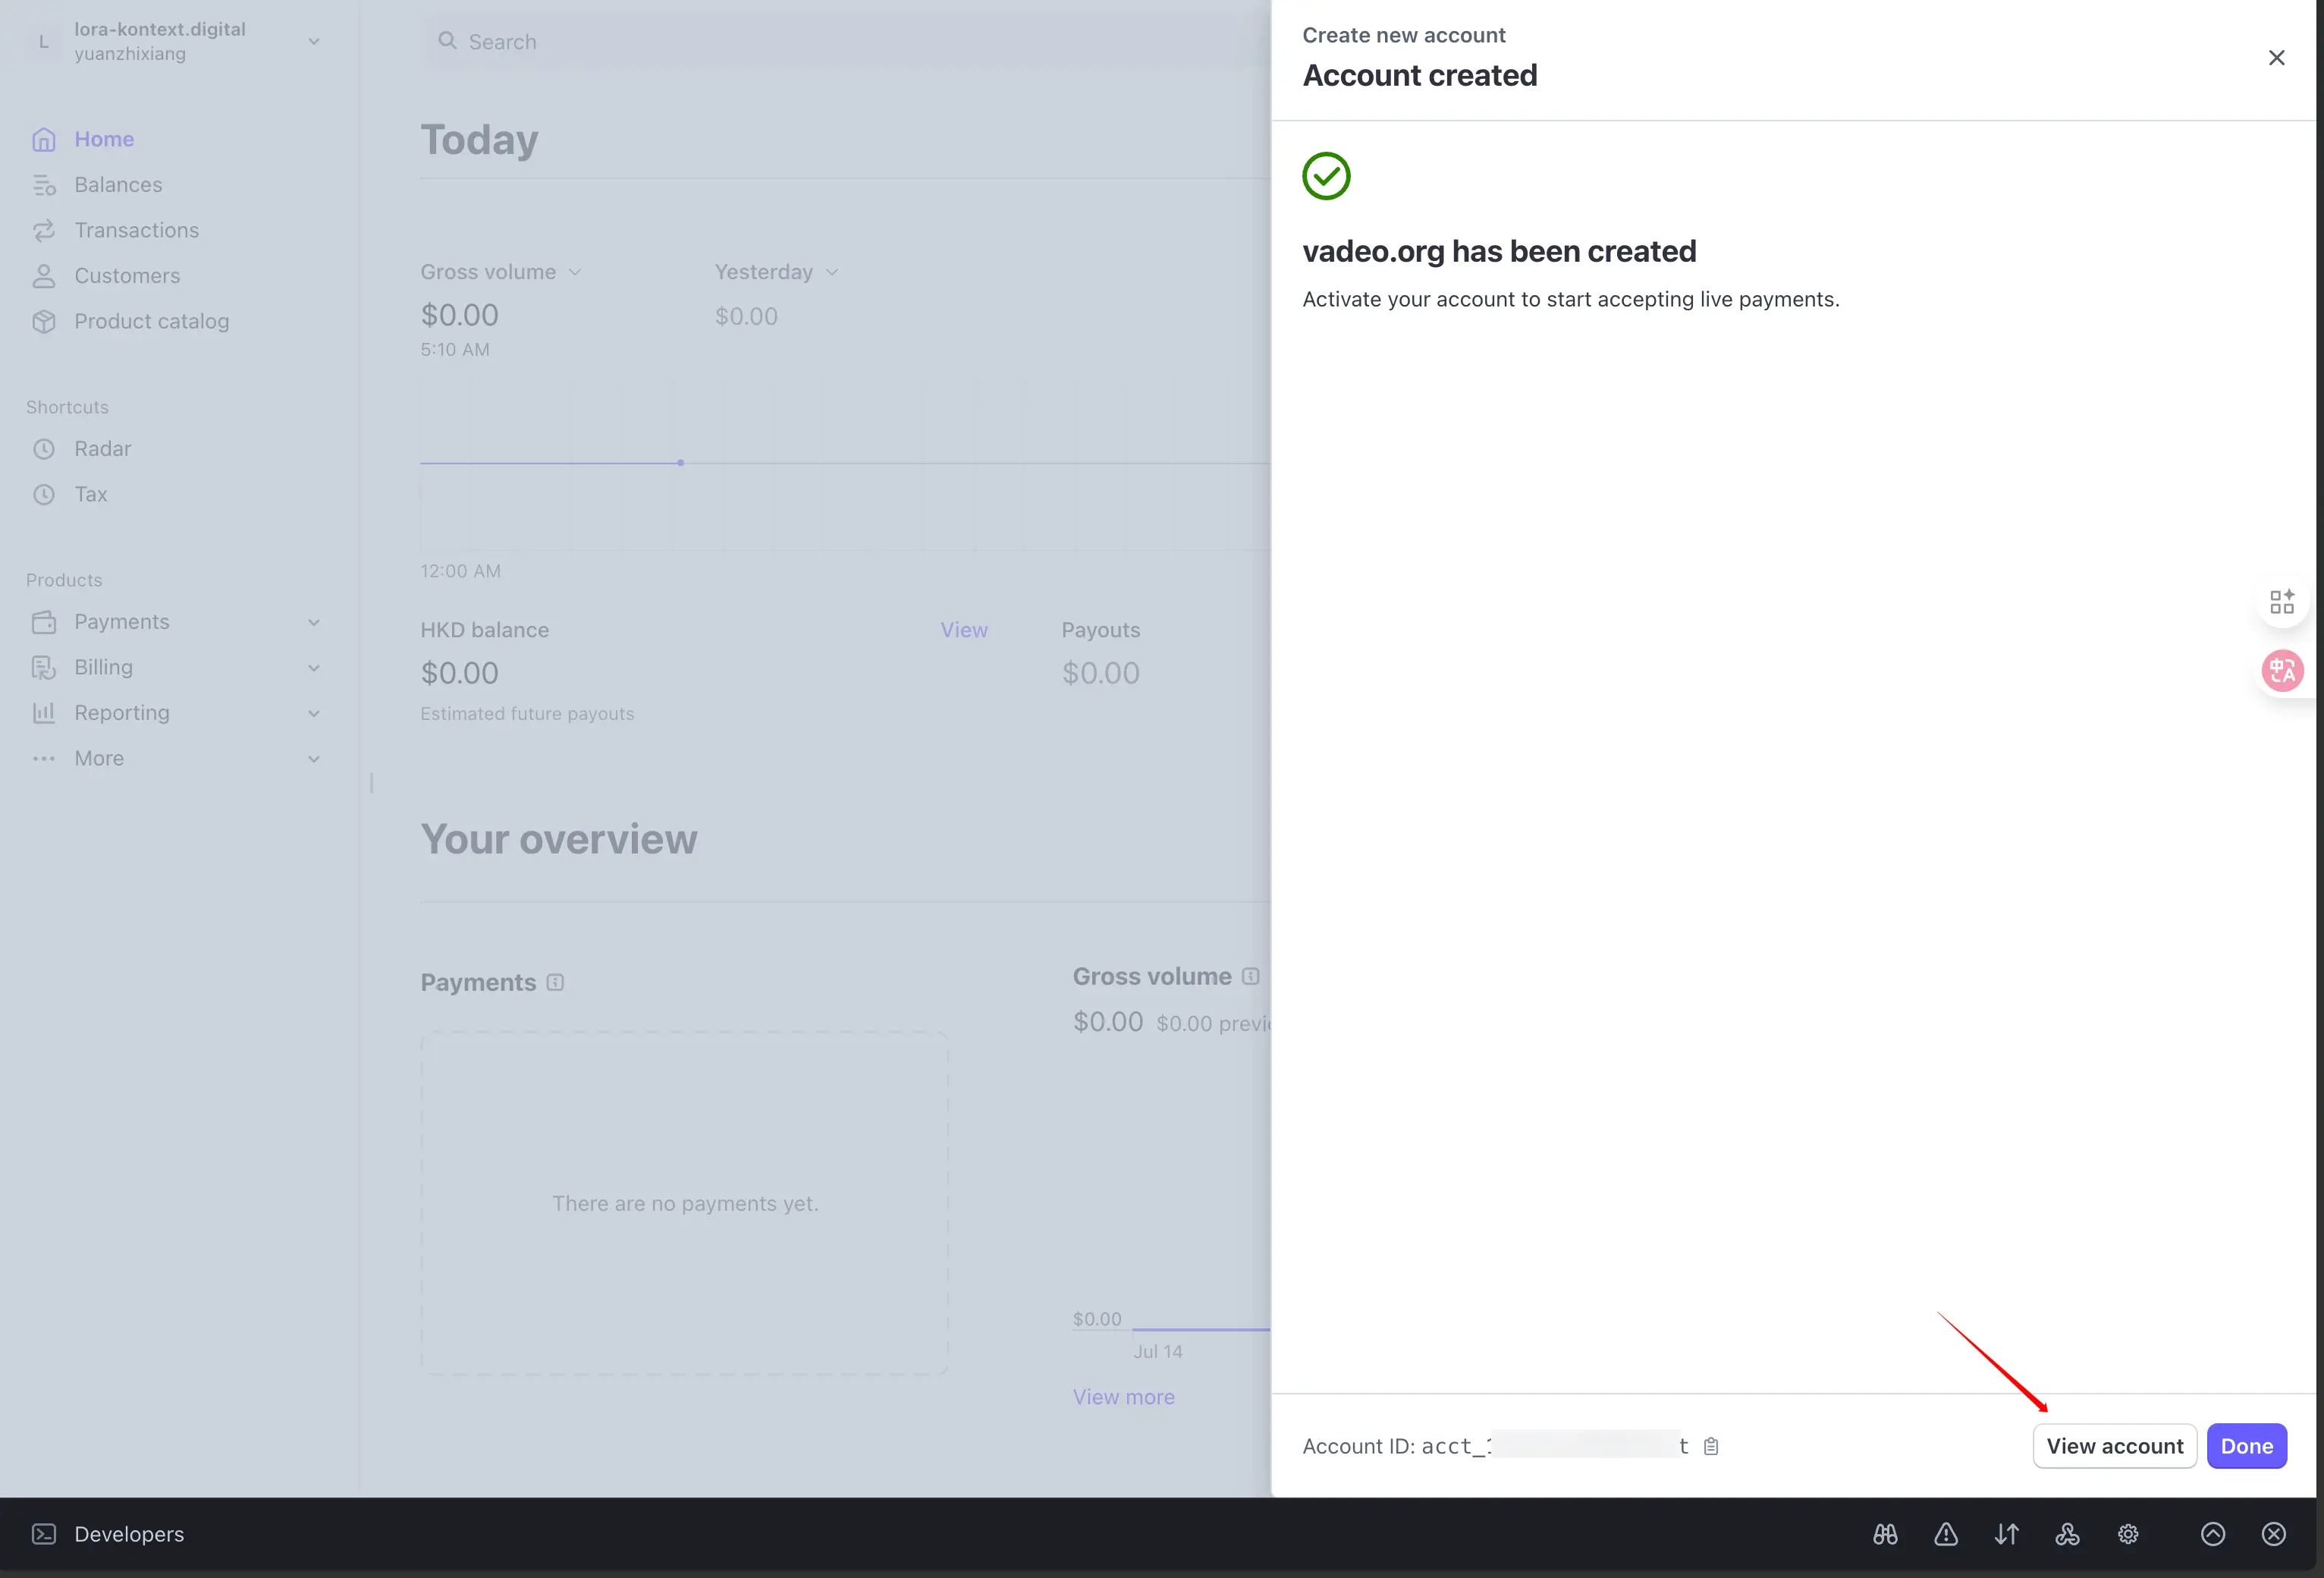 L
lora-kontext.digital
yuanzhixiang
Home
Balances
Transactions
Customers
Product catalog
Shortcuts
Radar
Tax
Products
Payments
Billing
Reporting
More
Search
Today
Gross volume
$0.00
5:10 AM
Yesterday
$0.00
12:00 AM
HKD balance
View
$0.00
Estimated future payouts
Payouts
$0.00
Your overview
Payments
There are no payments yet.
Gross volume
$0.00 $0.00
$0.00
Jul 14
View more
Create new account
Account created
vadeo.org has been created
Activate your account to start accepting live payments.
中 A
Account ID: acct_
View account
Done
Developers